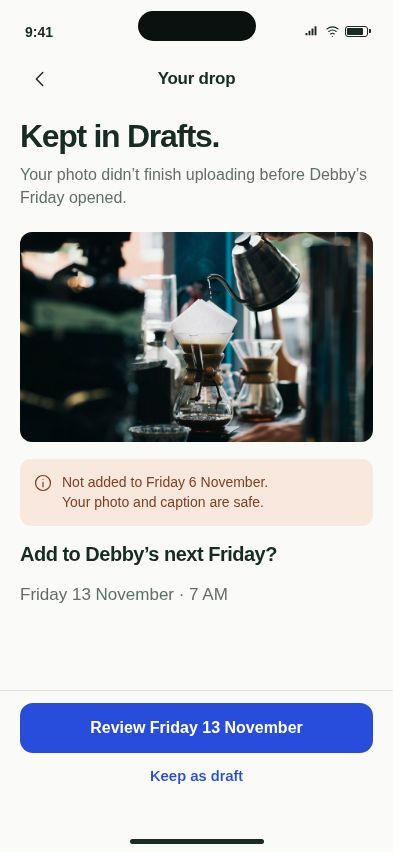 9:41
Your drop
Kept in Drafts.
Your photo didn’t finish uploading before Debby’s
Friday opened.
Not added to Friday 6 November.
Your photo and caption are safe.
Add to Debby’s next Friday?
Friday 13 November · 7 AM
Review Friday 13 November
Keep as draft